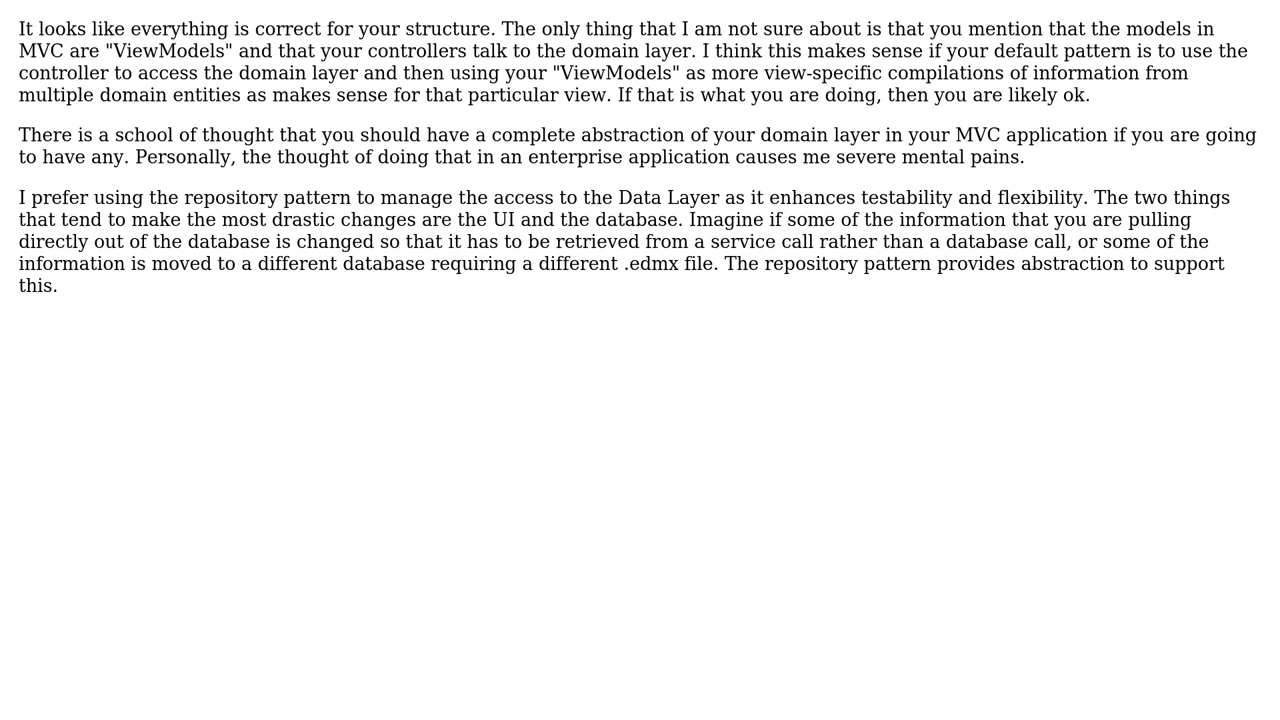 It looks like everything is correct for your structure. The only thing that I am not sure about is that you mention that the models in
MVC are "ViewModels" and that your controllers talk to the domain layer. I think this makes sense if your default pattern is to use the
controller to access the domain layer and then using your "ViewModels" as more view-specific compilations of information from
multiple domain entities as makes sense for that particular view. If that is what you are doing, then you are likely ok.
There is a school of thought that you should have a complete abstraction of your domain layer in your MVC application if you are going
to have any. Personally, the thought of doing that in an enterprise application causes me severe mental pains.
I prefer using the repository pattern to manage the access to the Data Layer as it enhances testability and flexibility. The two things
that tend to make the most drastic changes are the UI and the database. Imagine if some of the information that you are pulling
directly out of the database is changed so that it has to be retrieved from a service call rather than a database call, or some of the
information is moved to a different database requiring a different .edmx file. The repository pattern provides abstraction to support
this.